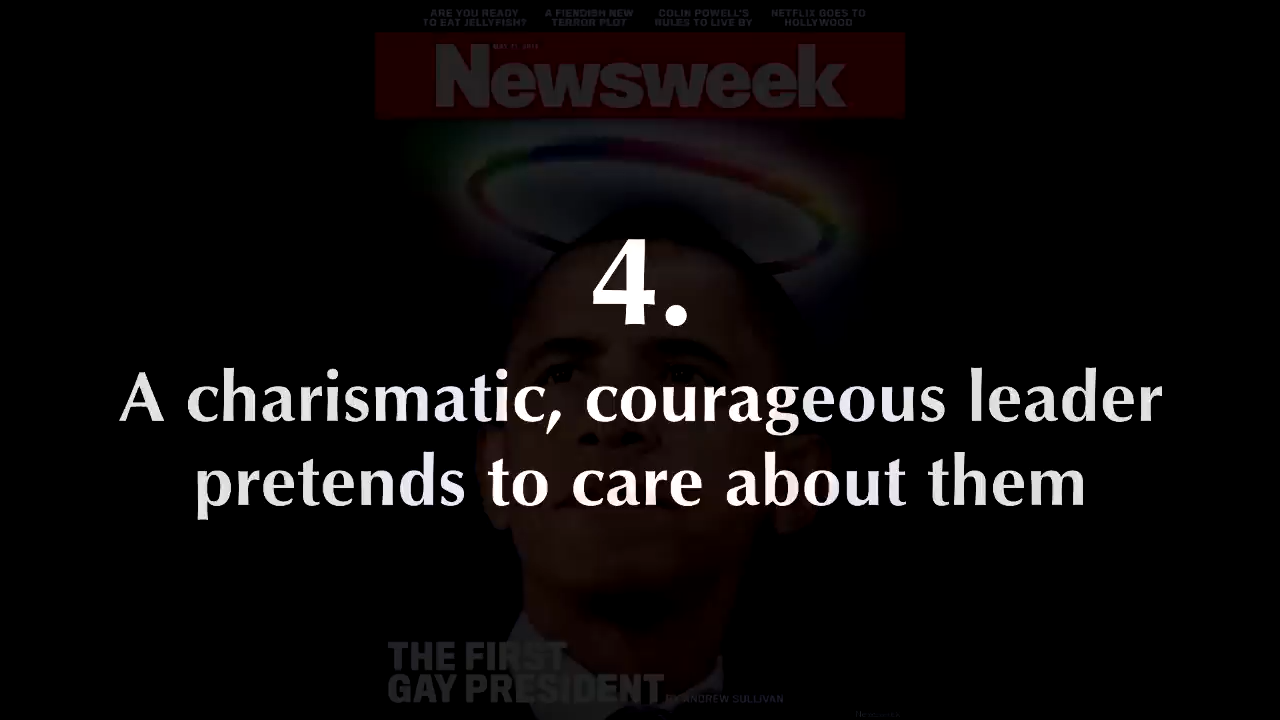 ARE YOU READY TO EAT JELLYFISH?
A FIENDISH NEW TERROR PLOT
COLIN POWELL'S RULES TO LIVE BY
NETFLIX GOES TO HOLLYWOOD
Newsweek
4.
A charismatic, courageous leader
pretends to care about them
THE FIRST
GAY PRESIDENT BY ANDREW SULLIVAN